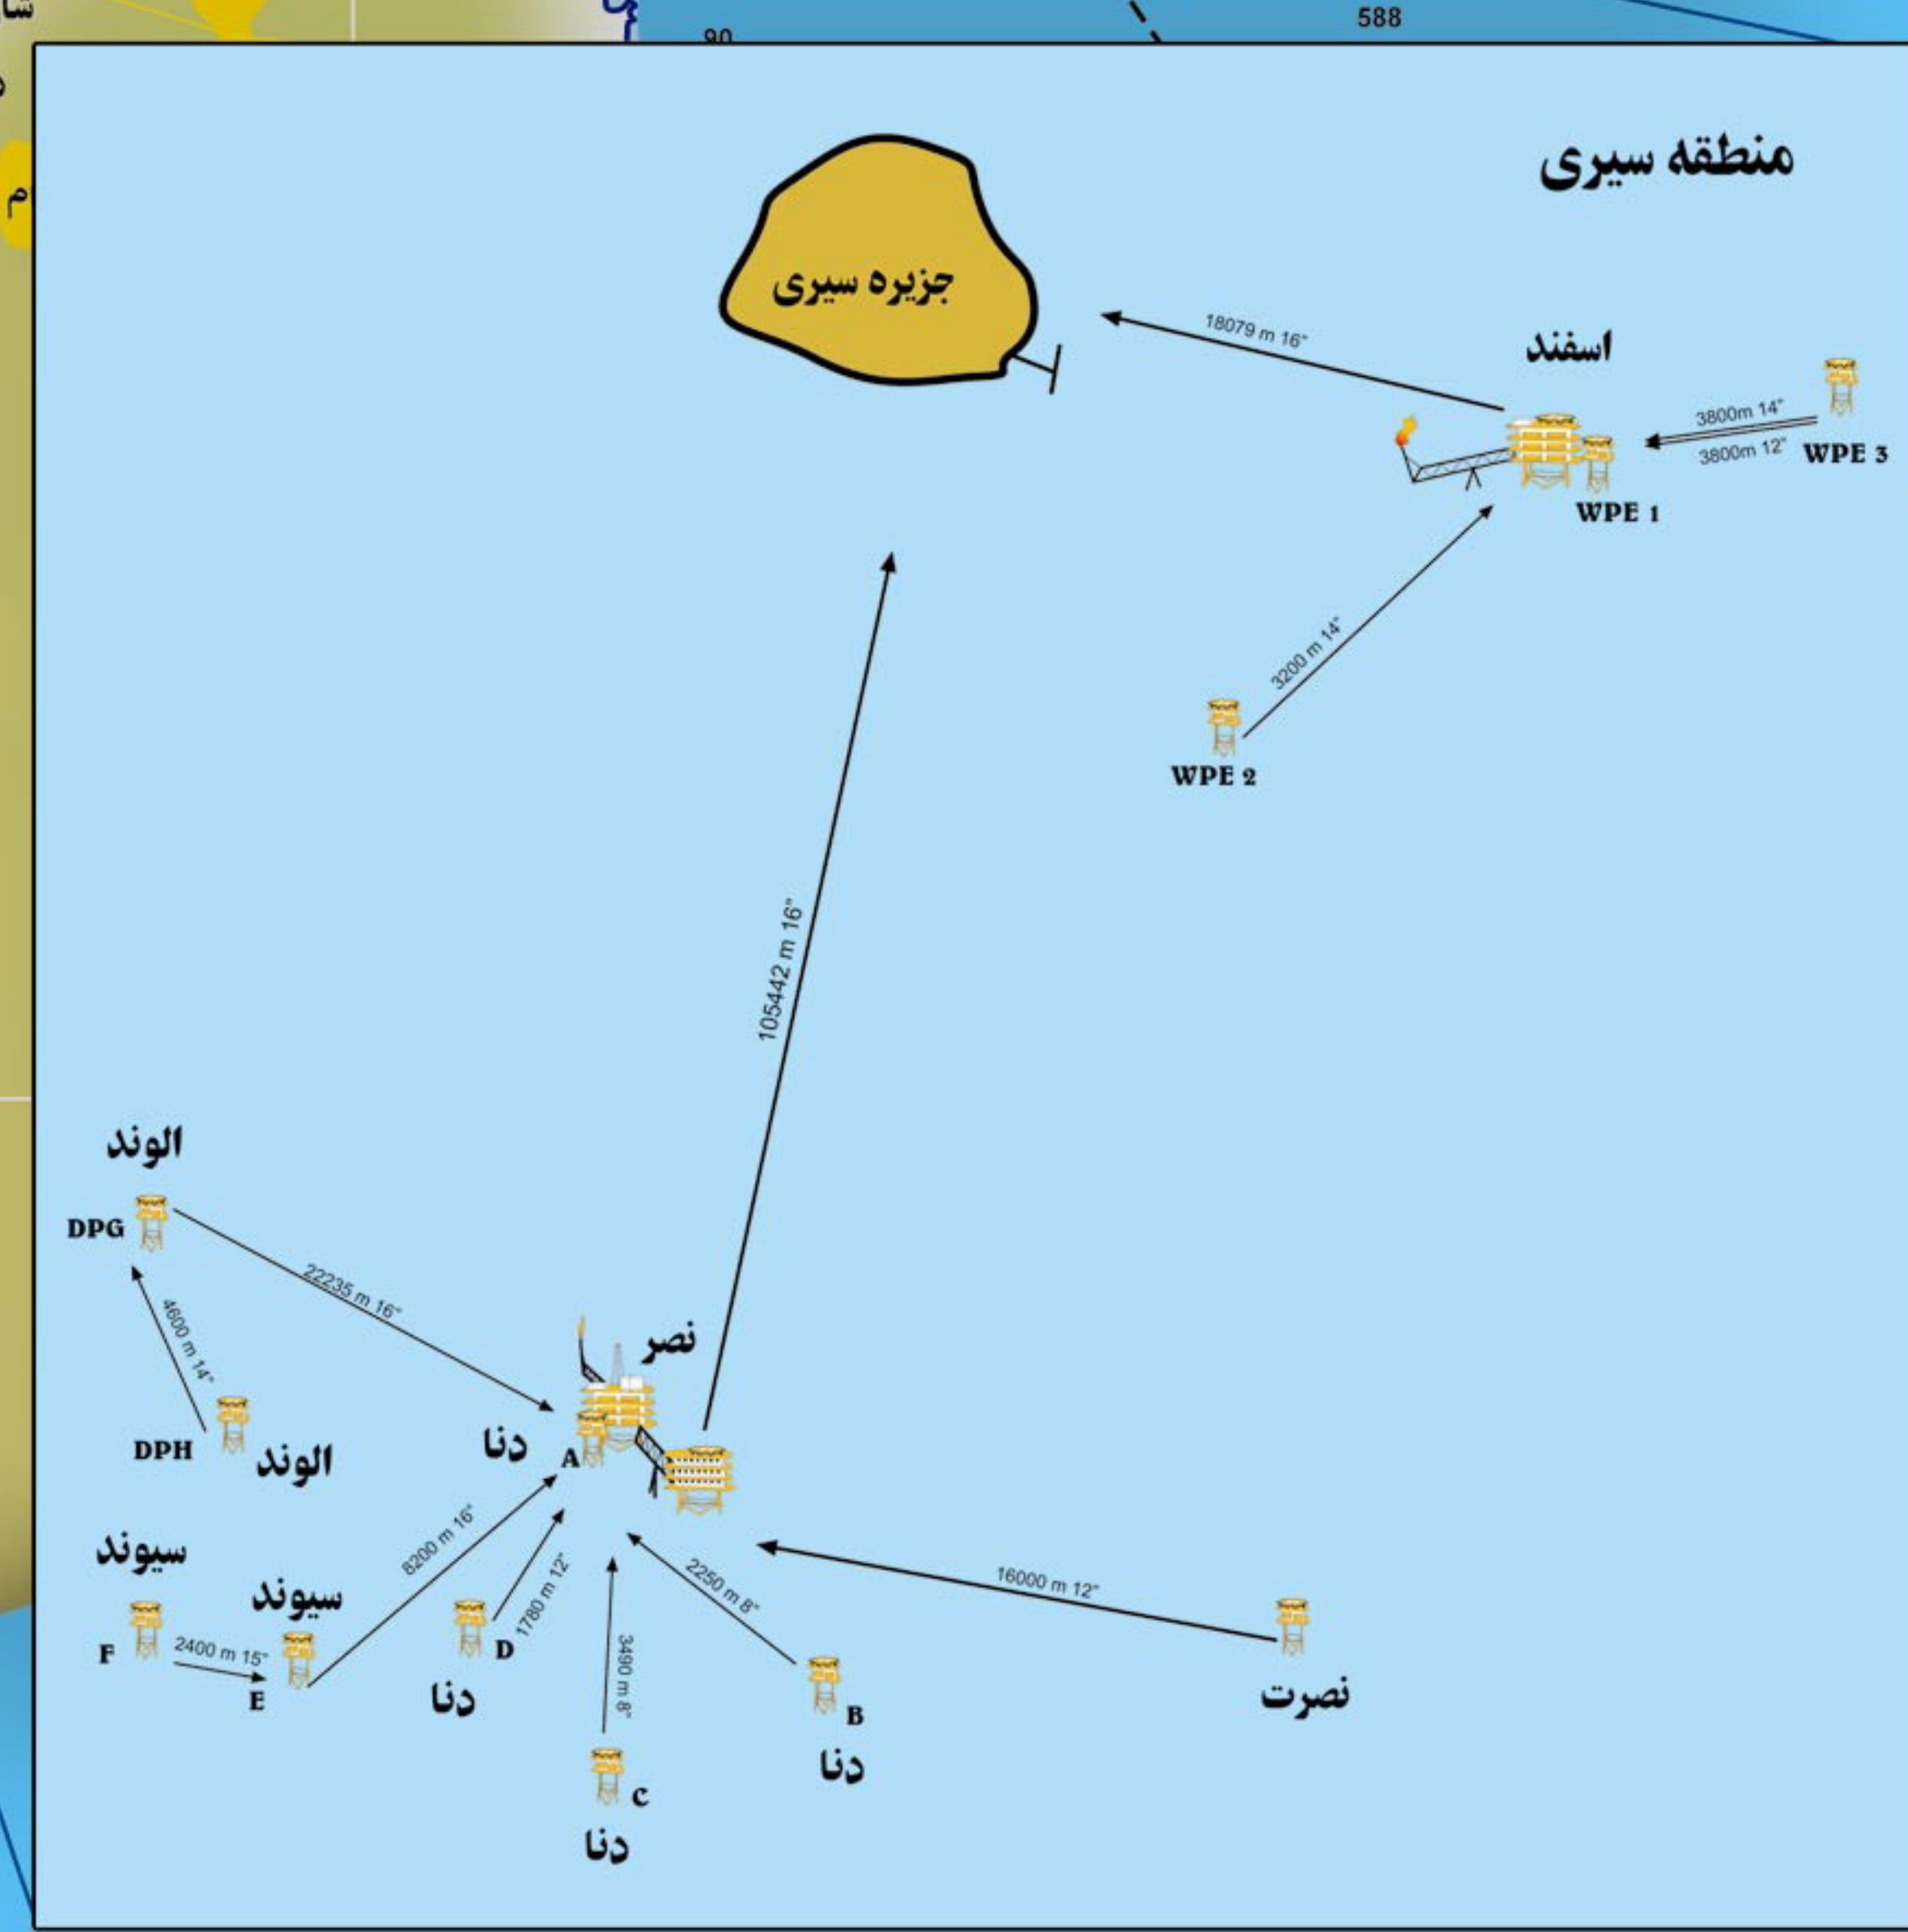 588
90
منطقه سیری
جزیره سیری
18079 m 16"
اسفند
3800m 14"
3800m 12"
WPE 3
WPE 1
3200 m 14"
WPE 2
105442 m 16"
الوند
DPG
22235 m 16"
4600 m 14"
نصر
DPH
الوند
دنا
A
8200 m 16"
سیوند
سیوند
F
2400 m 15"
E
1780 m 12"
D
دنا
3490 m 8"
C
دنا
2250 m 8"
B
دنا
16000 m 12"
نصرت